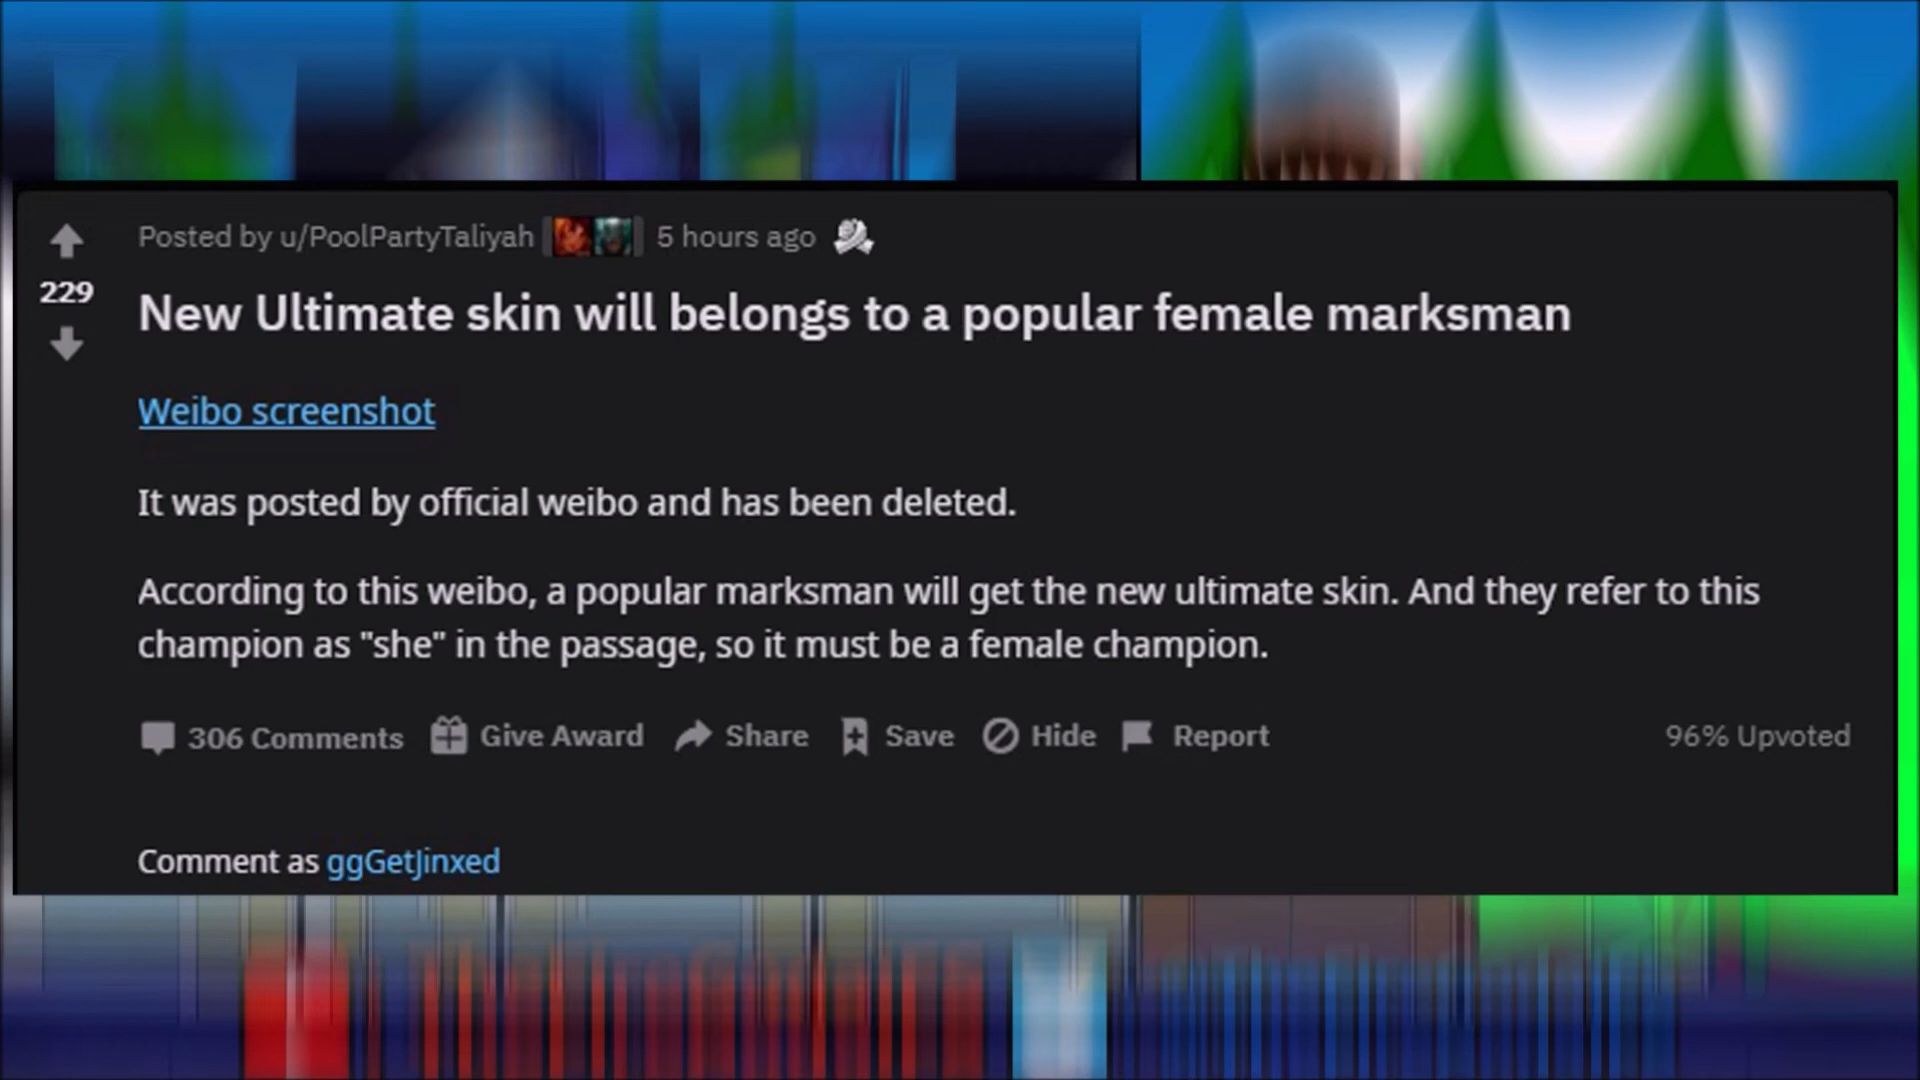 Posted by u/PoolPartyTaliyah 5 hours ago
229
New Ultimate skin will belongs to a popular female marksman
Weibo screenshot
It was posted by official weibo and has been deleted.
According to this weibo, a popular marksman will get the new ultimate skin. And they refer to this
champion as "she" in the passage, so it must be a female champion.
306 Comments Give Award Share Save Hide Report 96% Upvoted
Comment as ggGetJinxed